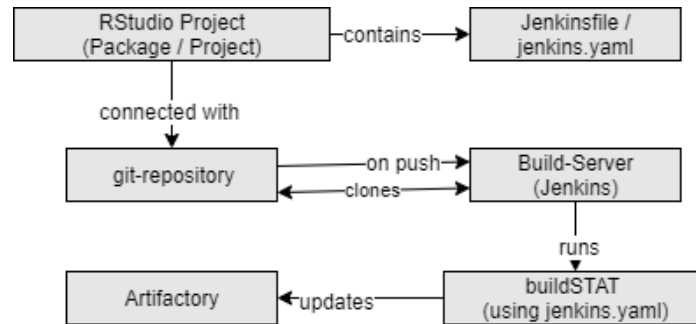 RStudio Project
(Package / Project)
contains
Jenkinsfile /
jenkins.yaml
connected with
git-repository
on push
clones
Build-Server
(Jenkins)
runs
Artifactory
updates
buildSTAT
(using jenkins.yaml)